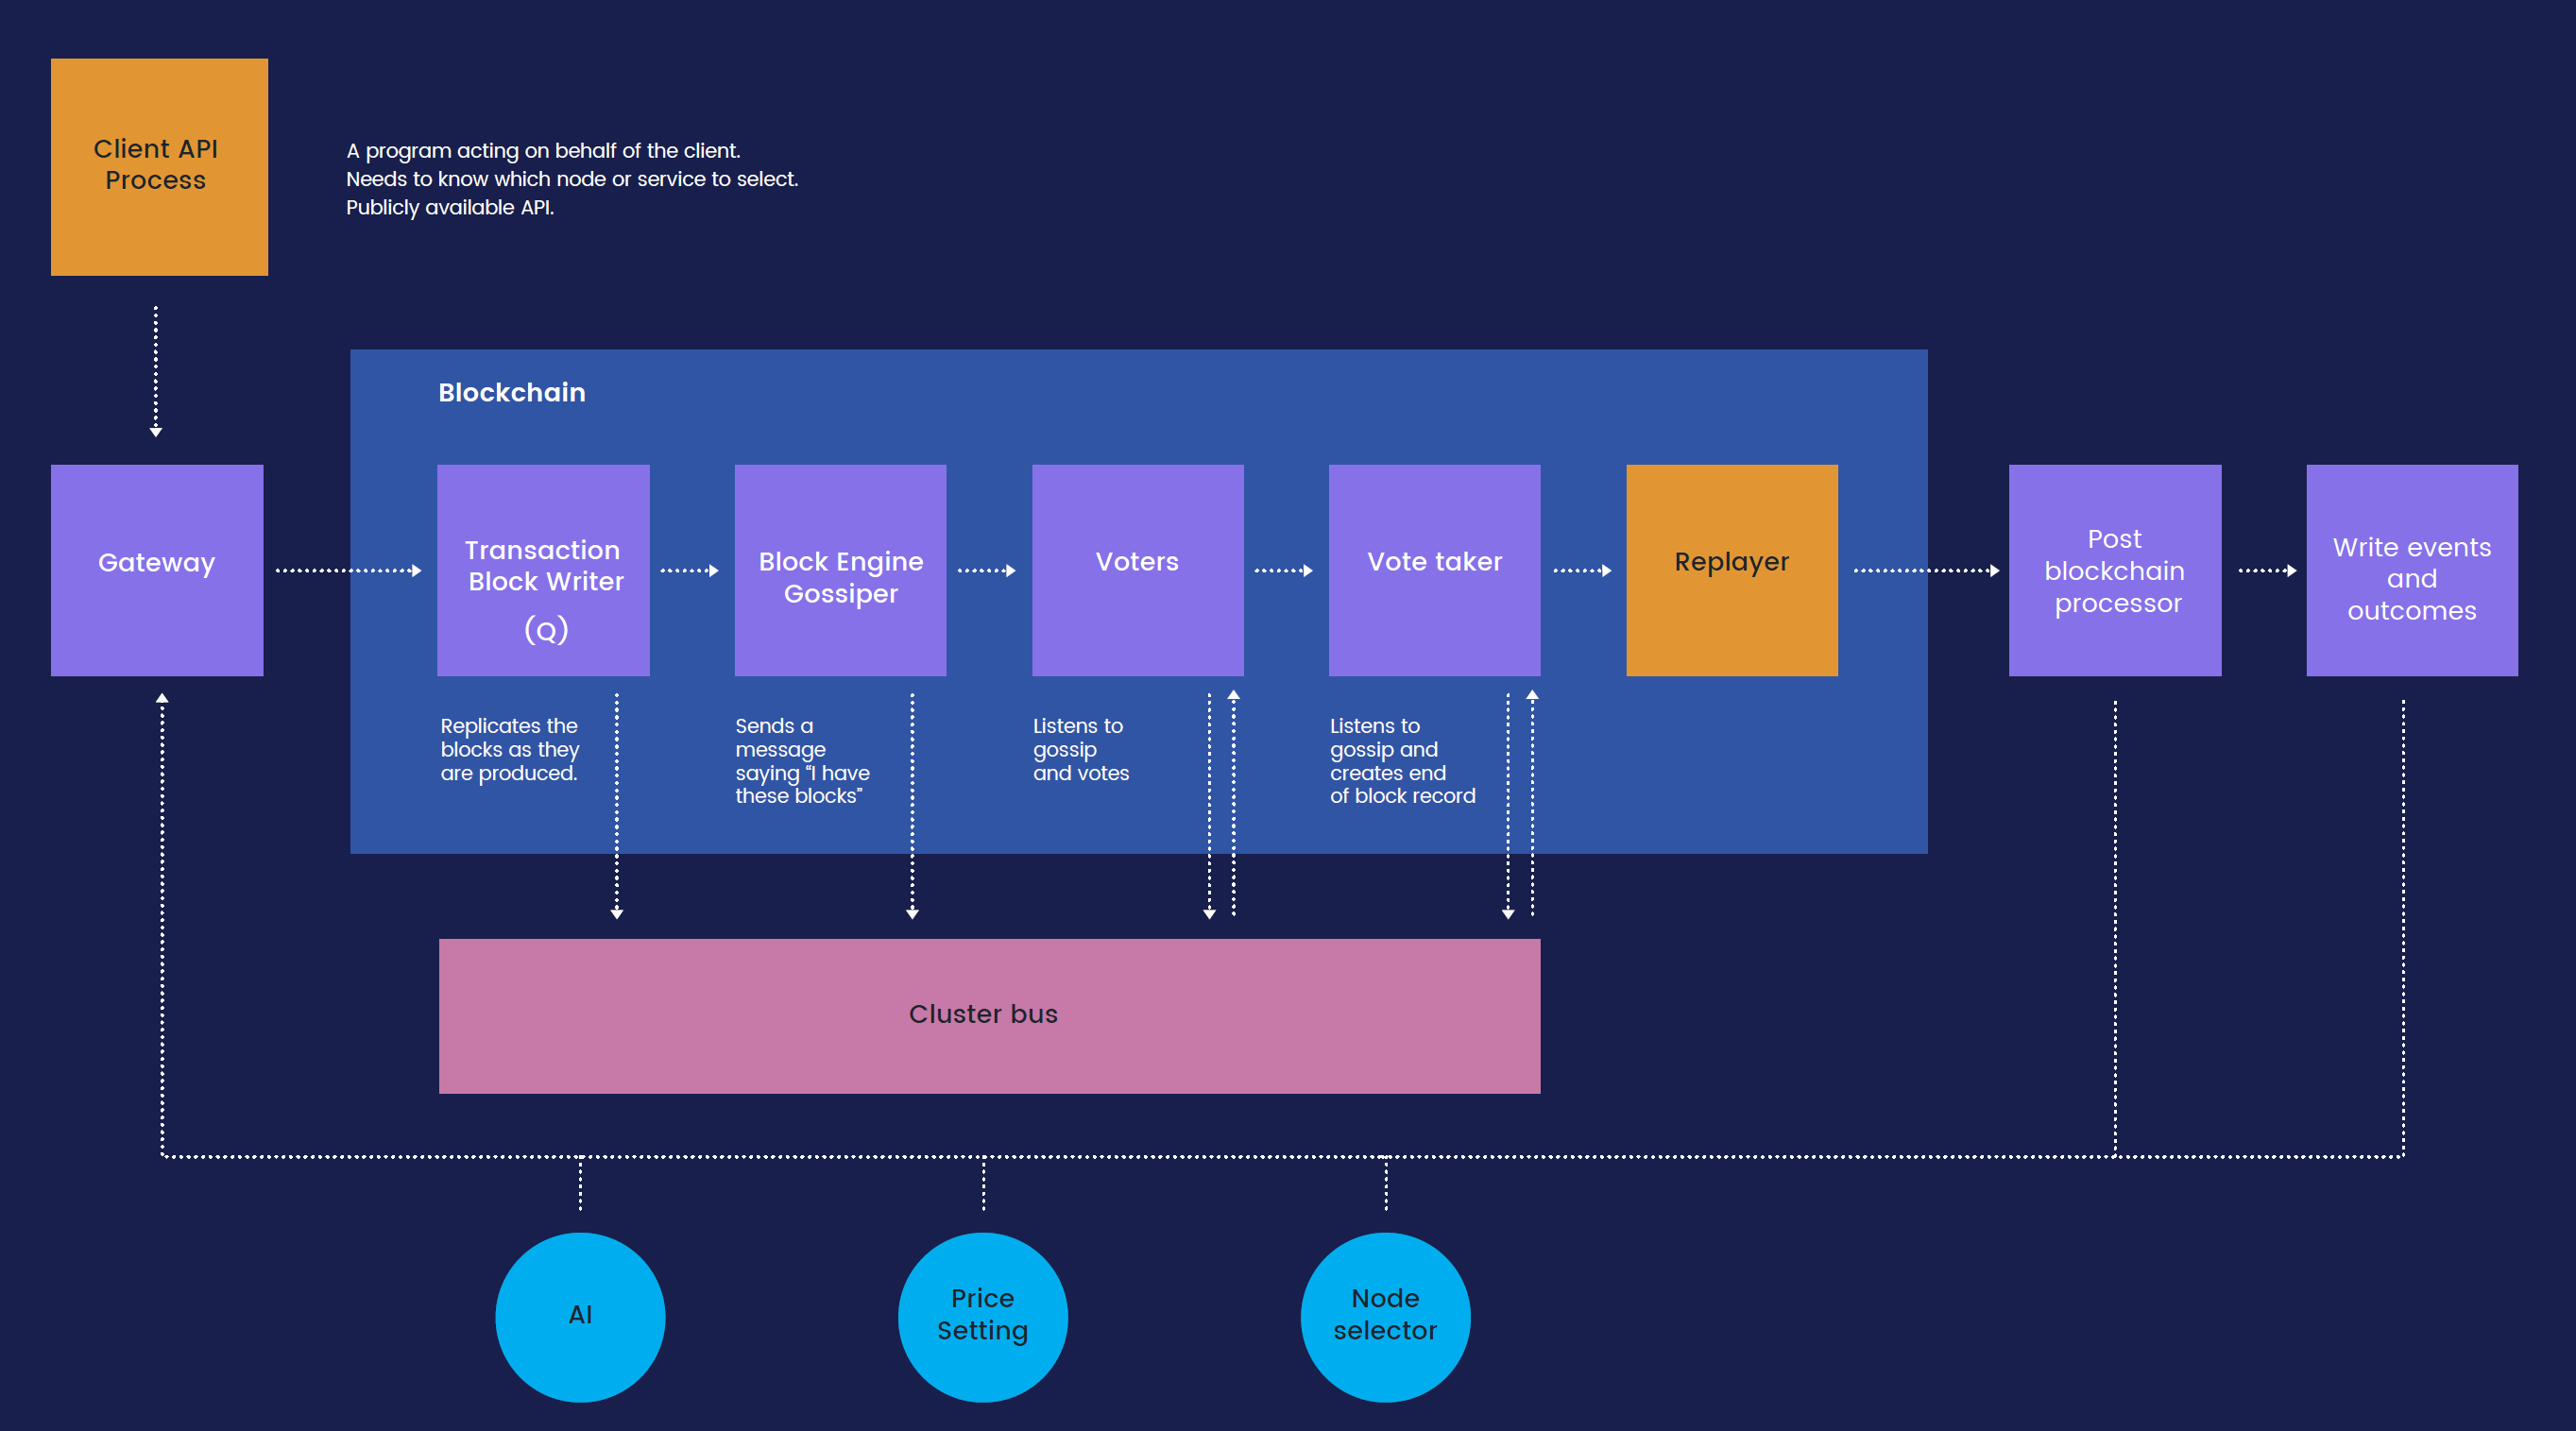 Client API
Process
A program acting on behalf of the client.
Needs to know which node or service to select.
Publicly available API.
Blockchain
Gateway
Transaction
Block Writer
(Q)
Block Engine
Gossiper
Voters
Vote taker
Replayer
Post
blockchain
processor
Write events
and
outcomes
Replicates the
blocks as they
are produced.
Sends a
message
saying “I have
these blocks”
Listens to
gossip
and votes
Listens to
gossip and
creates end
of block record
Cluster bus
AI
Price
Setting
Node
selector